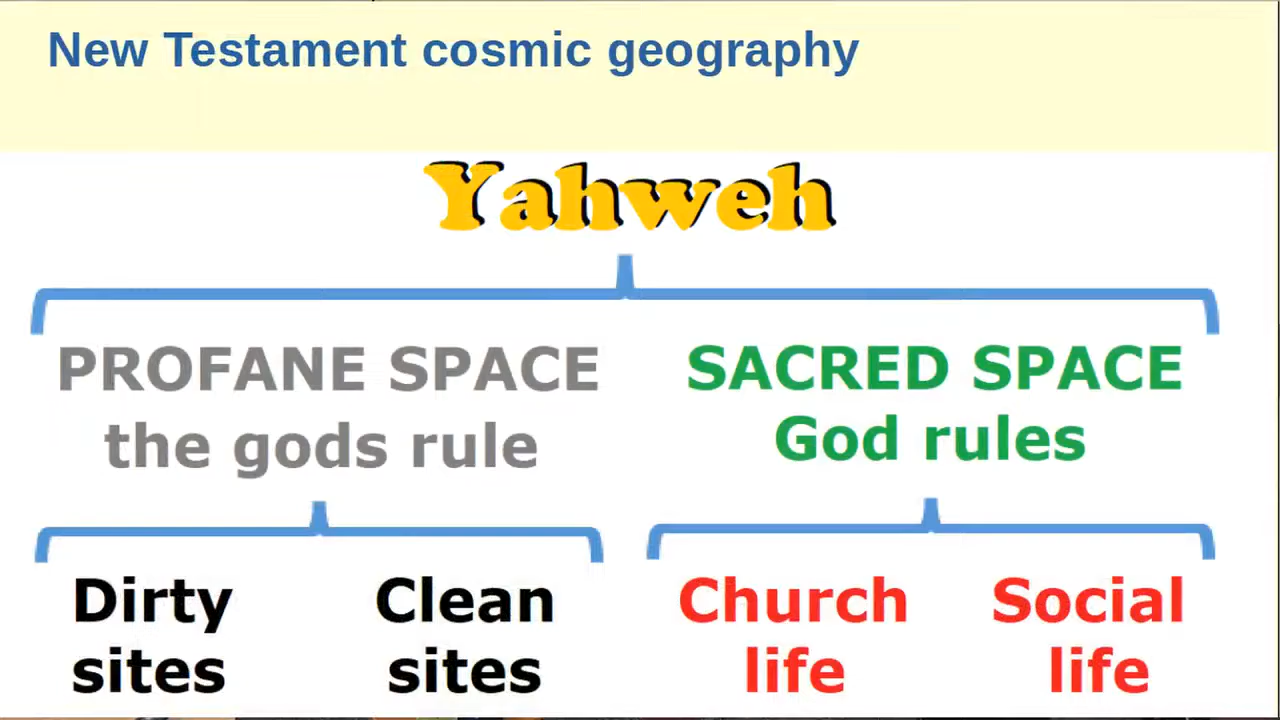 New Testament cosmic geography
Yahweh
PROFANE SPACE
the gods rule
SACRED SPACE
God rules
Dirty
sites
Clean
sites
Church
life
Social
life